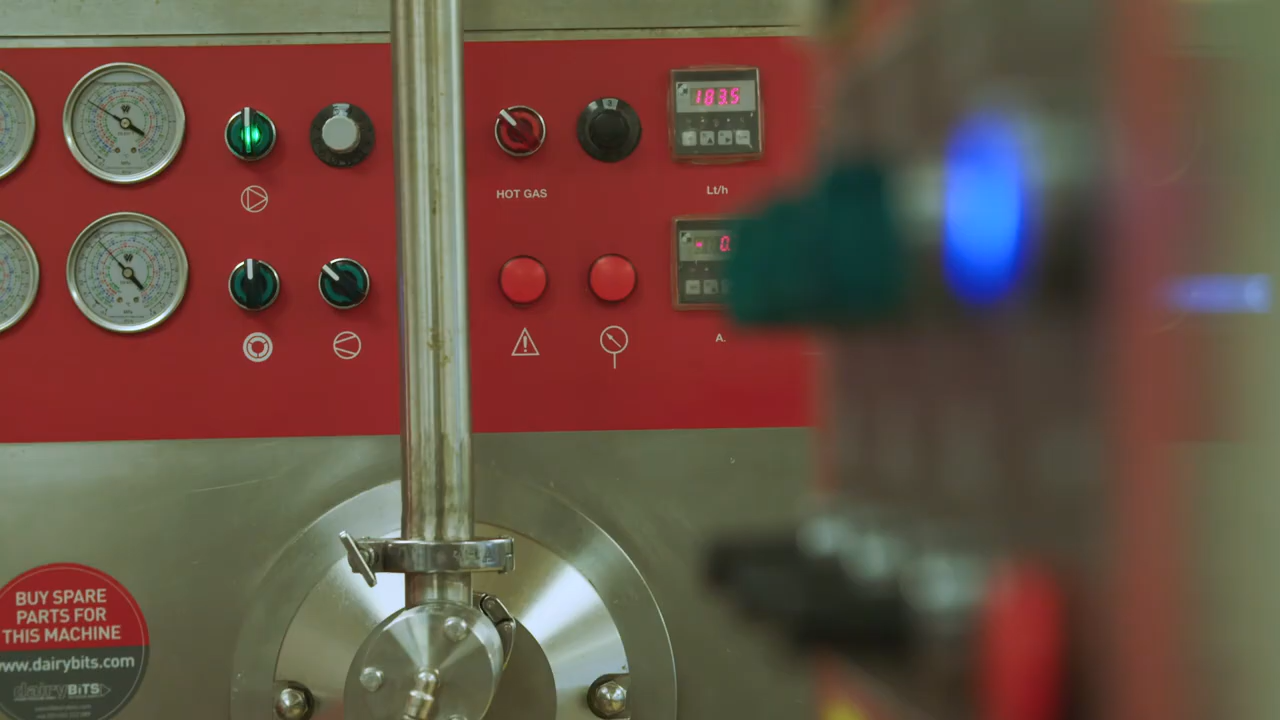 183.5
HOT GAS
Lt/h
A.
BUY SPARE
PARTS FOR
THIS MACHINE
www.dairybits.com
dairyBiTS